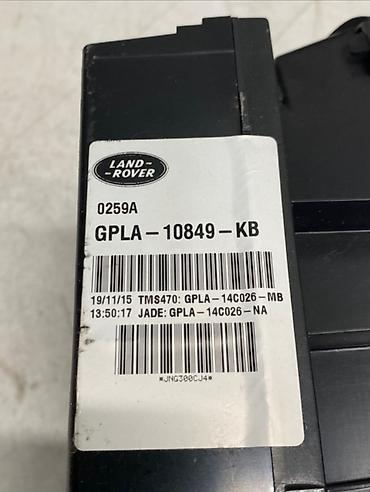 LAND-
-ROVER
0259A
GPLA-10849-KB
19/11/15 TMS470: GPLA-14C026-MB
13:50:17 JADE: GPLA-14C026-NA
*JNG300CJ4*